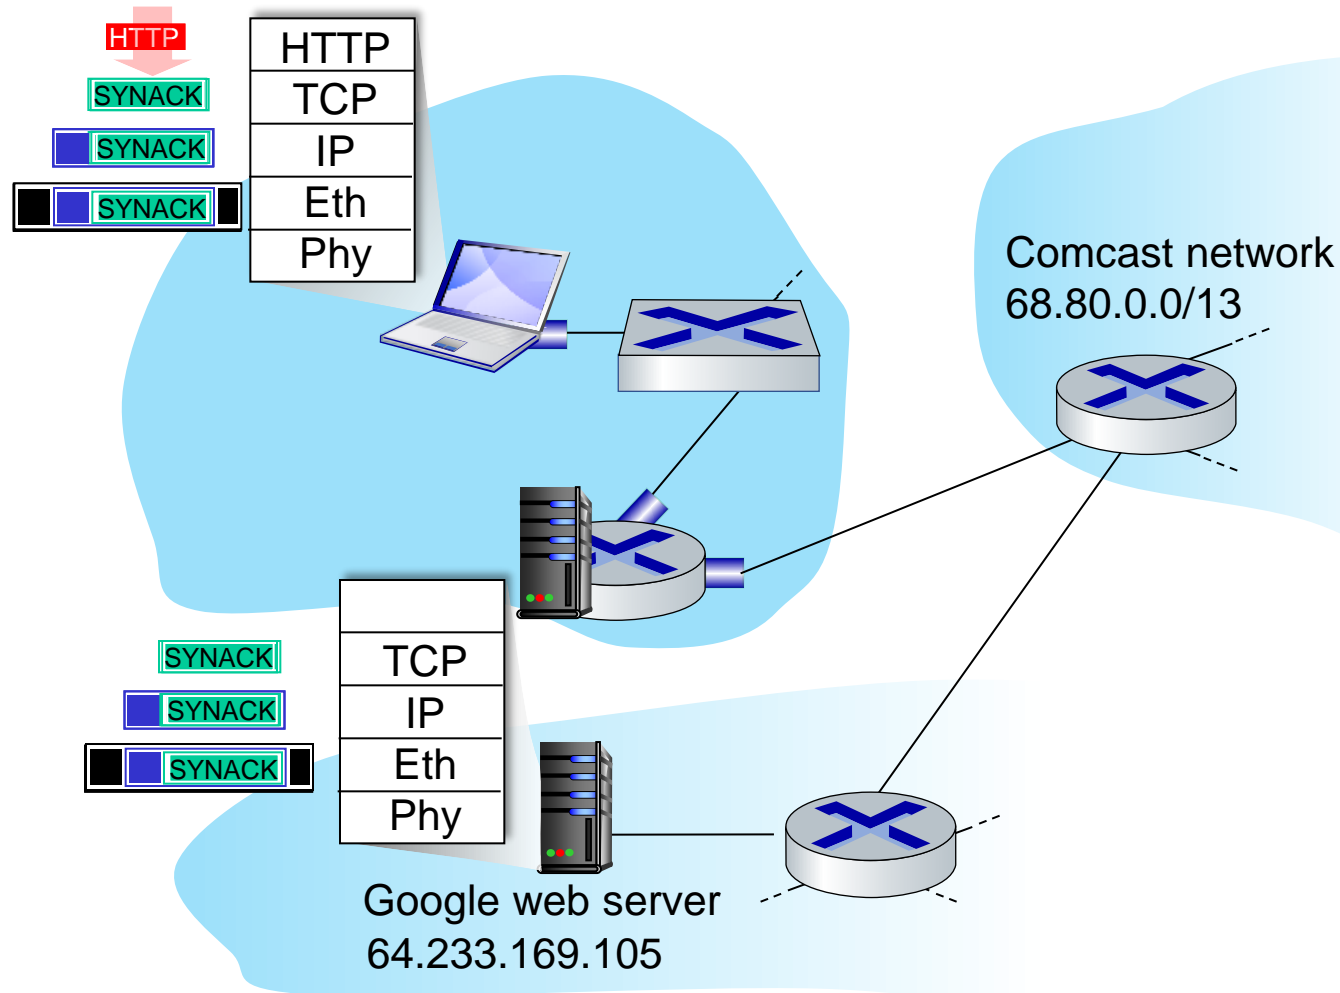 HTTP
SYNACK
SYNACK
SYNACK
HTTP
TCP
IP
Eth
Phy
Comcast network
68.80.0.0/13
SYNACK
SYNACK
SYNACK
TCP
IP
Eth
Phy
Google web server
64.233.169.105